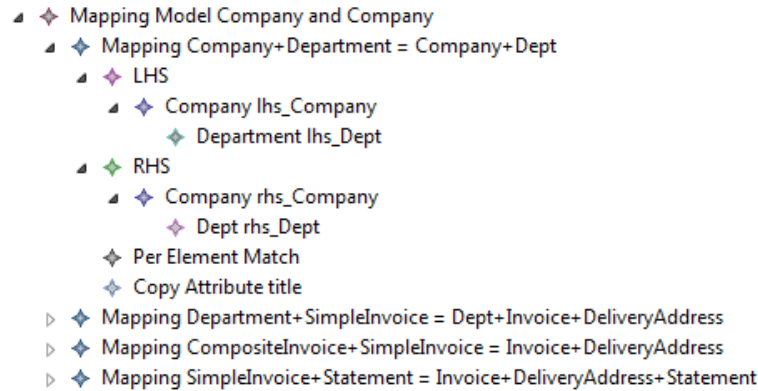 Mapping Model Company and Company
Mapping Company+Department = Company+Dept
LHS
Company lhs_Company
Department lhs_Dept
RHS
Company rhs_Company
Dept rhs_Dept
Per Element Match
Copy Attribute title
Mapping Department+SimpleInvoice = Dept+Invoice+DeliveryAddress
Mapping CompositeInvoice+SimpleInvoice = Invoice+DeliveryAddress
Mapping SimpleInvoice+Statement = Invoice+DeliveryAddress+Statement